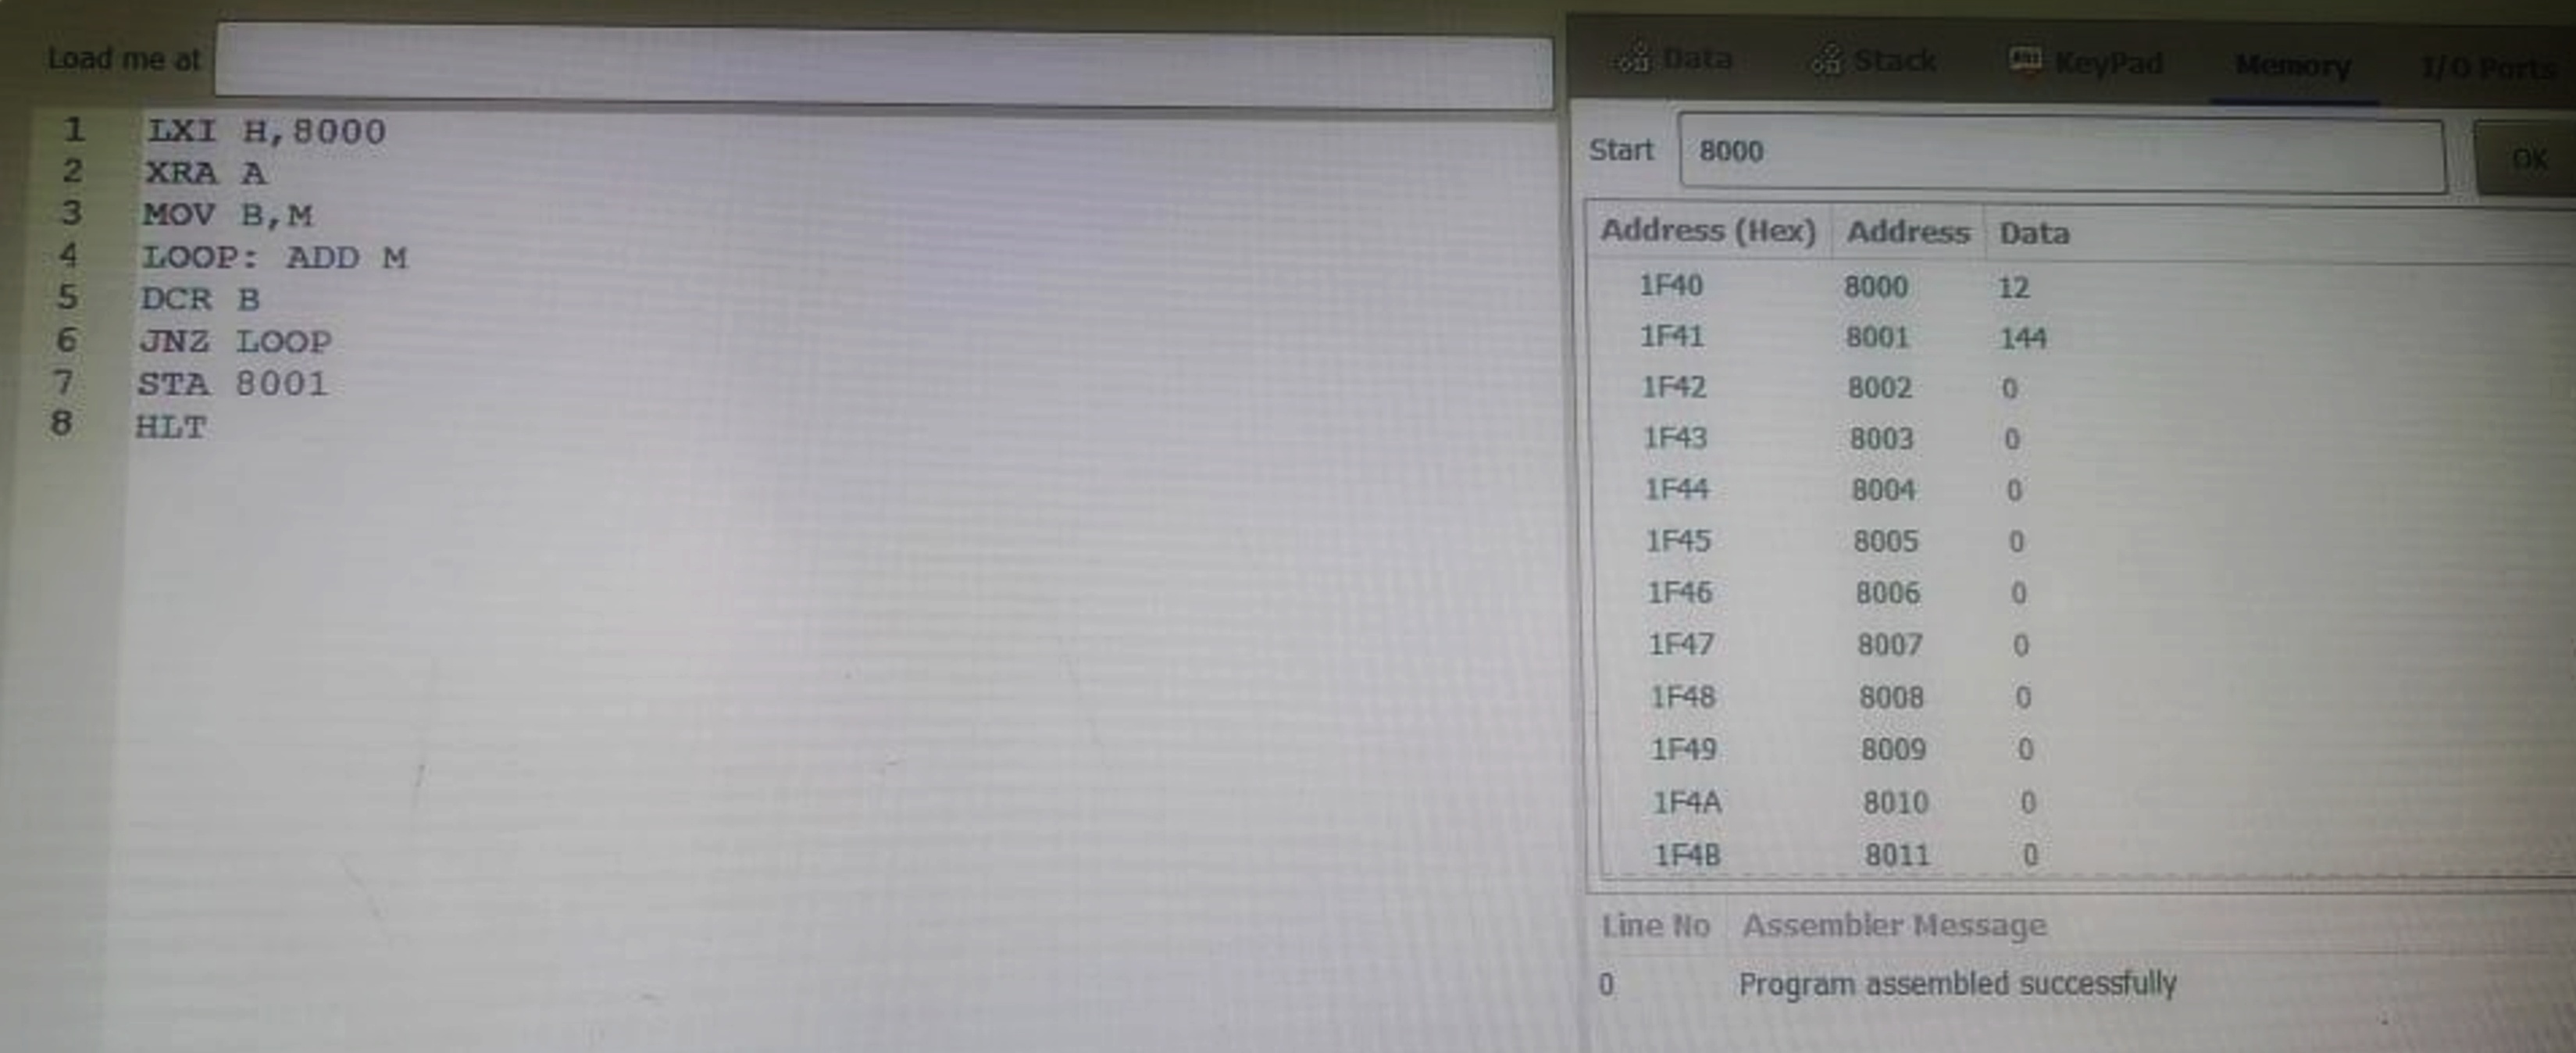 Load me at
1 LXI H,8000
2 XRA A
3 MOV B,M
4 LOOP: ADD M
5 DCR B
6 JNZ LOOP
7 STA 8001
8 HLT
Data Stack KeyPad Memory I/O Ports
Start 8000 OK
Address (Hex) Address Data
1F40 8000 12
1F41 8001 144
1F42 8002 0
1F43 8003 0
1F44 8004 0
1F45 8005 0
1F46 8006 0
1F47 8007 0
1F48 8008 0
1F49 8009 0
1F4A 8010 0
1F4B 8011 0
Line No Assembler Message
0 Program assembled successfully